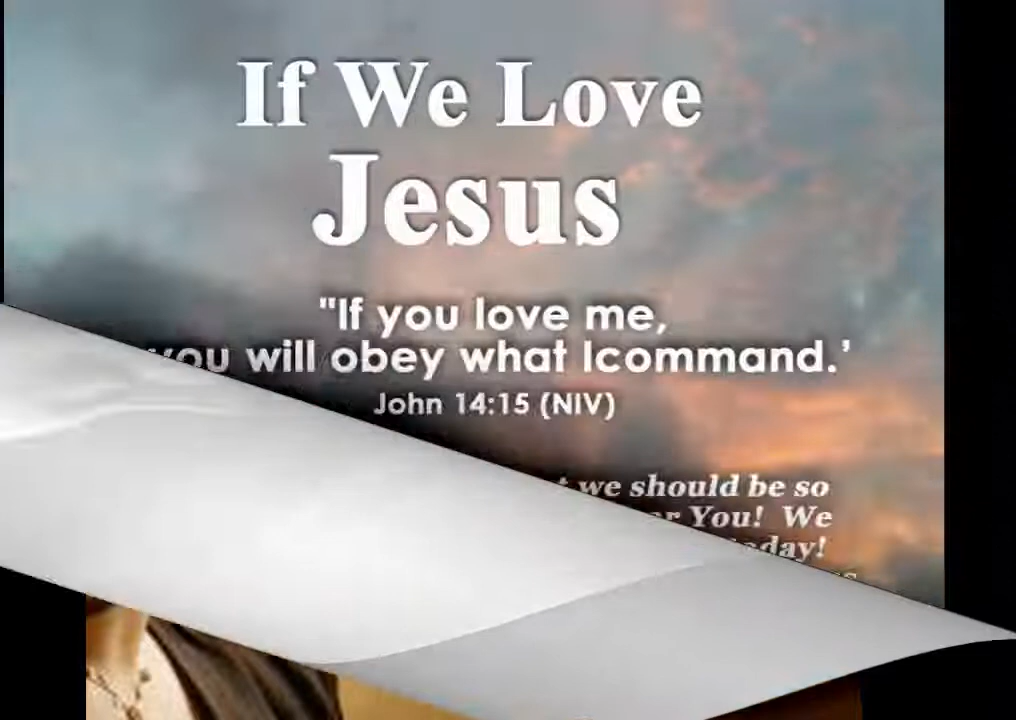 If We Love
Jesus
"If you love me,
you will obey what Icommand.’
John 14:15 (NIV)
we should be so
You! We